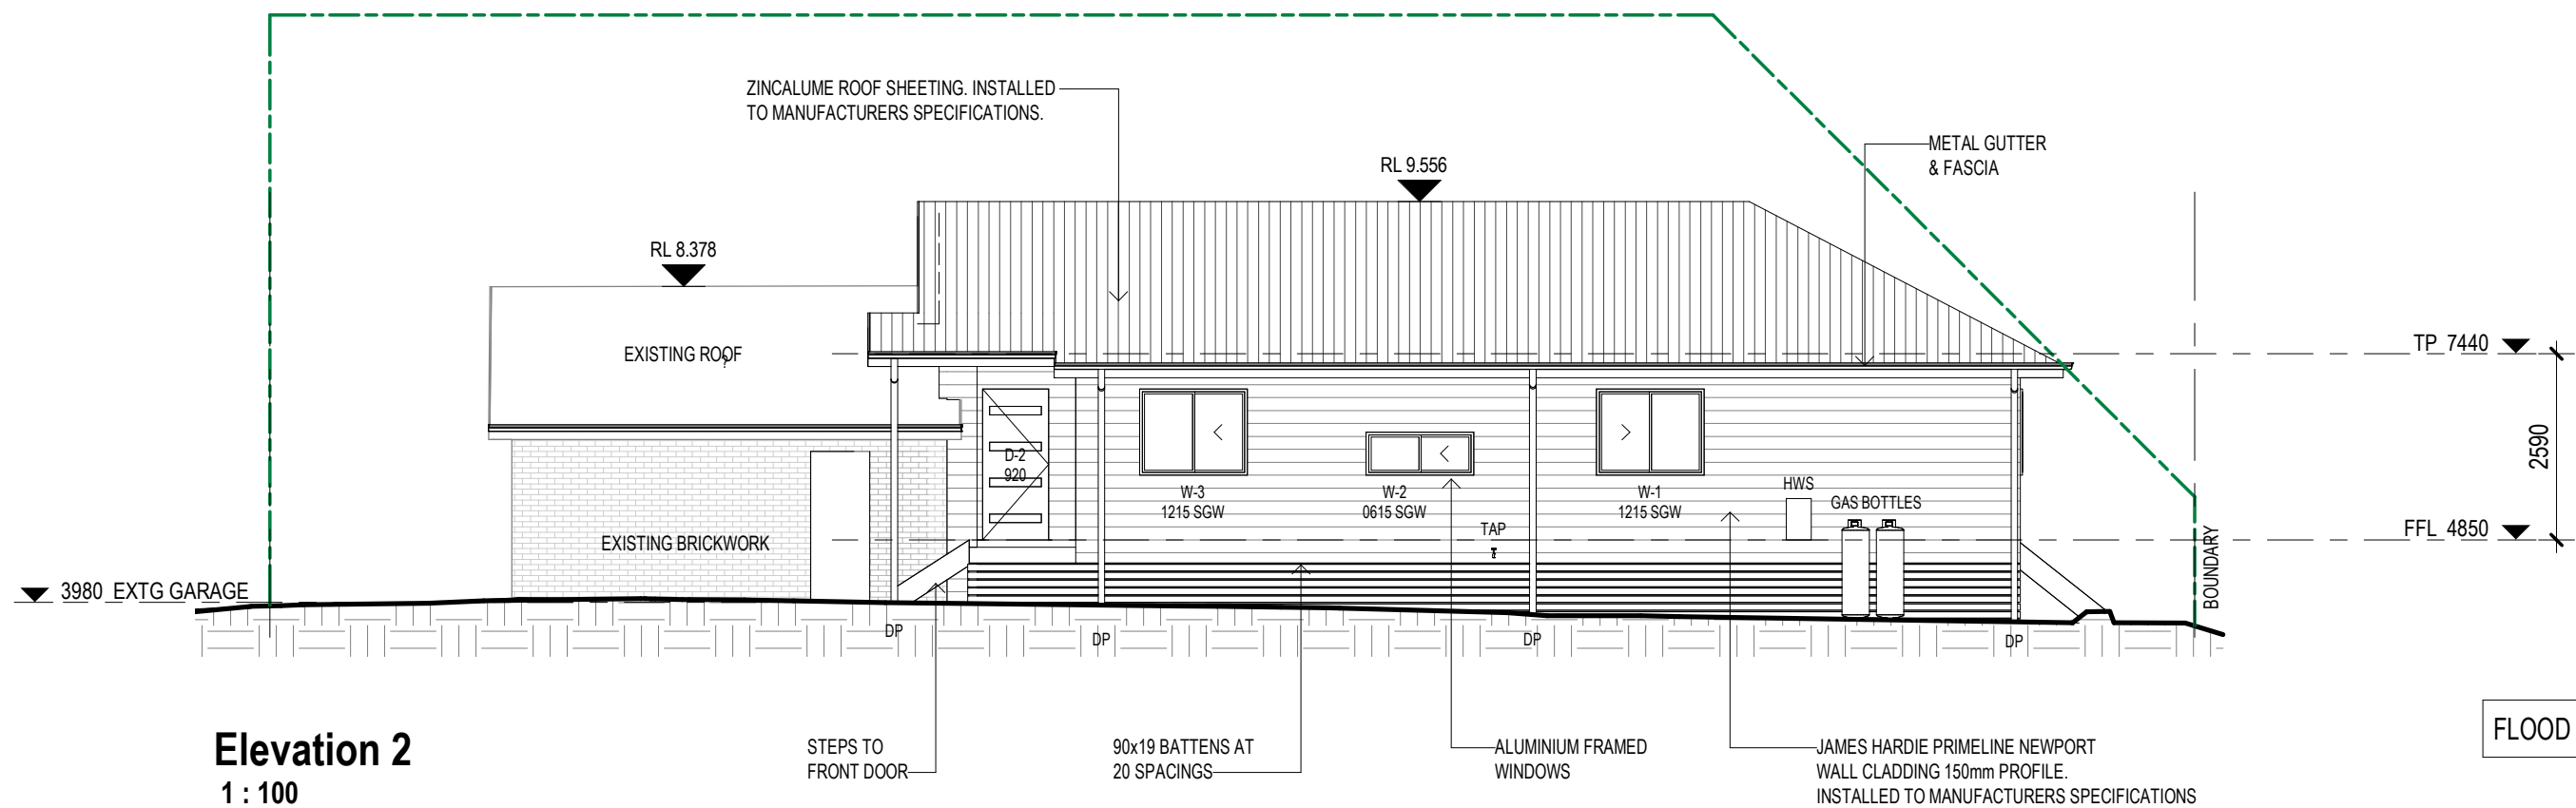 ZINCALUME ROOF SHEETING. INSTALLED
TO MANUFACTURERS SPECIFICATIONS.
METAL GUTTER
& FASCIA
RL 9.556
RL 8.378
EXISTING ROOF
?
TP 7440
2590
D-2
920
W-3
1215 SGW
W-2
0615 SGW
W-1
1215 SGW
HWS
GAS BOTTLES
TAP
EXISTING BRICKWORK
FFL 4850
BOUNDARY
3980 EXTG GARAGE
DP
DP
DP
DP
FLOOD
Elevation 2
1 : 100
STEPS TO
FRONT DOOR
90x19 BATTENS AT
20 SPACINGS
ALUMINIUM FRAMED
WINDOWS
JAMES HARDIE PRIMELINE NEWPORT
WALL CLADDING 150mm PROFILE.
INSTALLED TO MANUFACTURERS SPECIFICATIONS